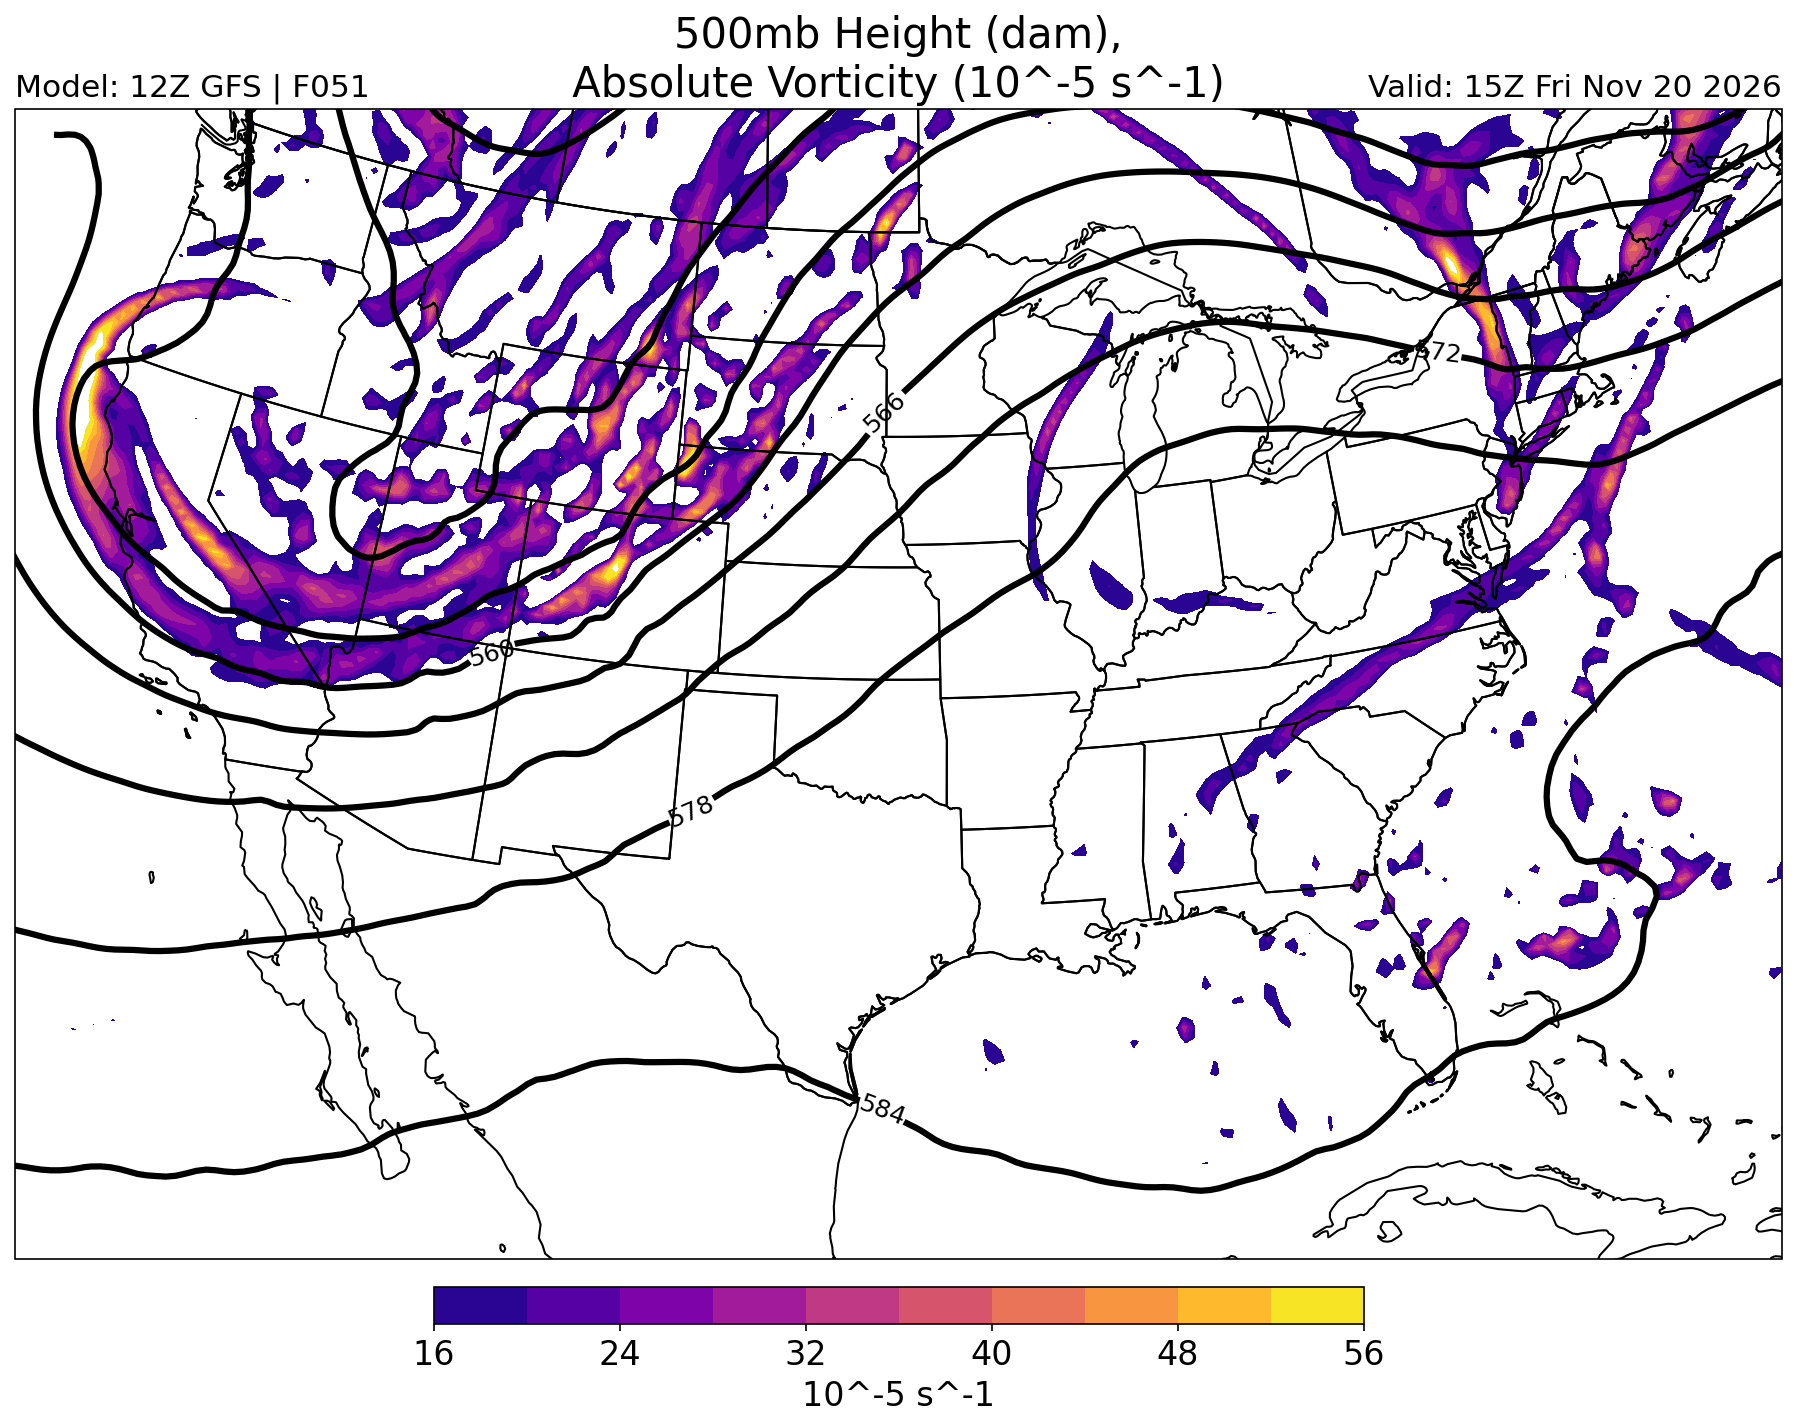 500mb Height (dam),
Model: 12Z GFS | F051
Absolute Vorticity (10^-5 s^-1)
Valid: 15Z Fri Nov 20 2026
572
566
560
578
584
16 24 32 40 48 56
10^-5 s^-1